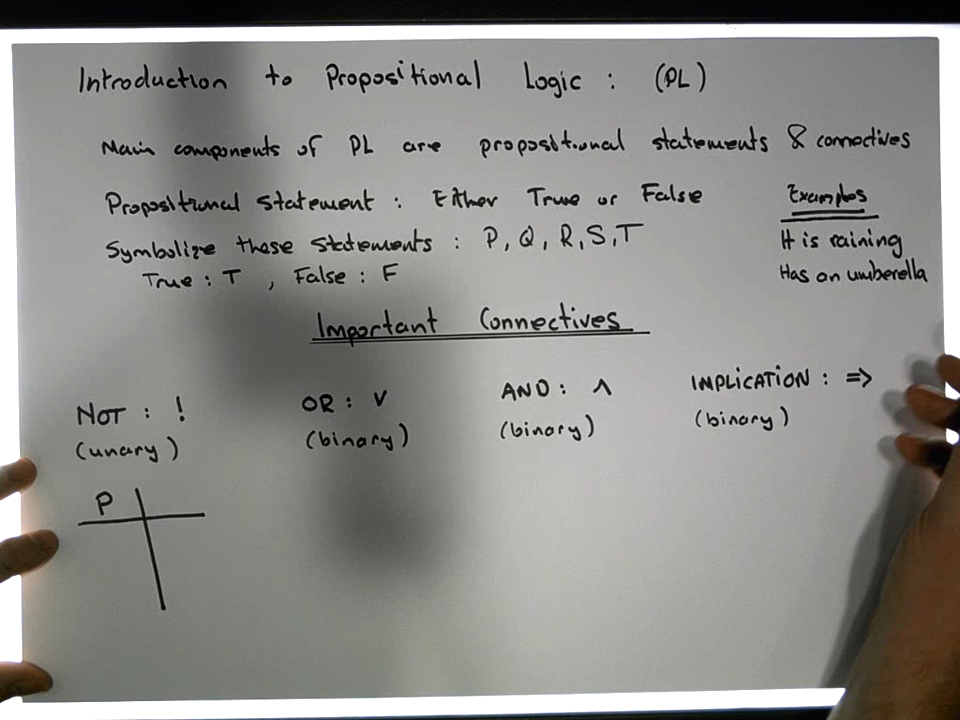 Introduction to Propositional Logic : (PL)
Main components of PL are propositional statements & connectives
Propositional statement : Either True or False
Symbolize these statements : P, Q, R, S, T
True : T , False : F
Examples
It is raining
Has an umberella
Important Connectives
NOT : !
(unary)
OR : ∨
(binary)
AND : ∧
(binary)
IMPLICATION : =>
(binary)
P